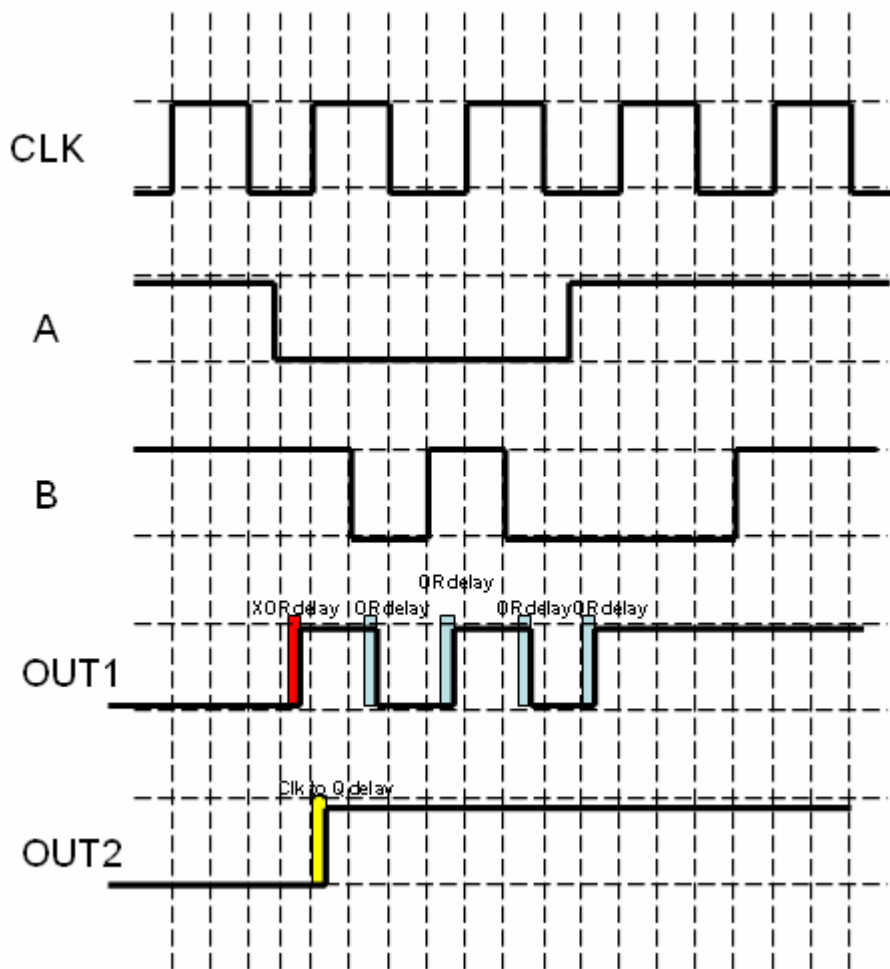 CLK
A
B
OR delay
XOR delay OR delay OR delay OR delay
OUT1
Clk to Q delay
OUT2